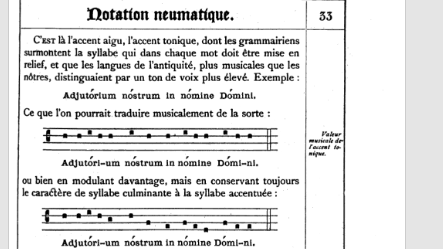 Notation neumatique.
33
C'EST là l'accent aigu, l'accent tonique, dont les grammairiens
surmontent la syllabe qui dans chaque mot doit être mise en
relief, et que les langues de l'antiquité, plus musicales que les
nôtres, distinguaient par un ton de voix plus élevé. Exemple :
Adjutórium nóstrum in nómine Dómini.
Ce que l'on pourrait traduire musicalement de la sorte :
Valeur
musicale de
l'accent to-
nique.
Adjutóri-um nóstrum in nómine Dómi-ni.
ou bien en modulant davantage, mais en conservant toujours
le caractère de syllabe culminante à la syllabe accentuée :
Adjutóri-um nóstrum in nómine Dómi-ni.